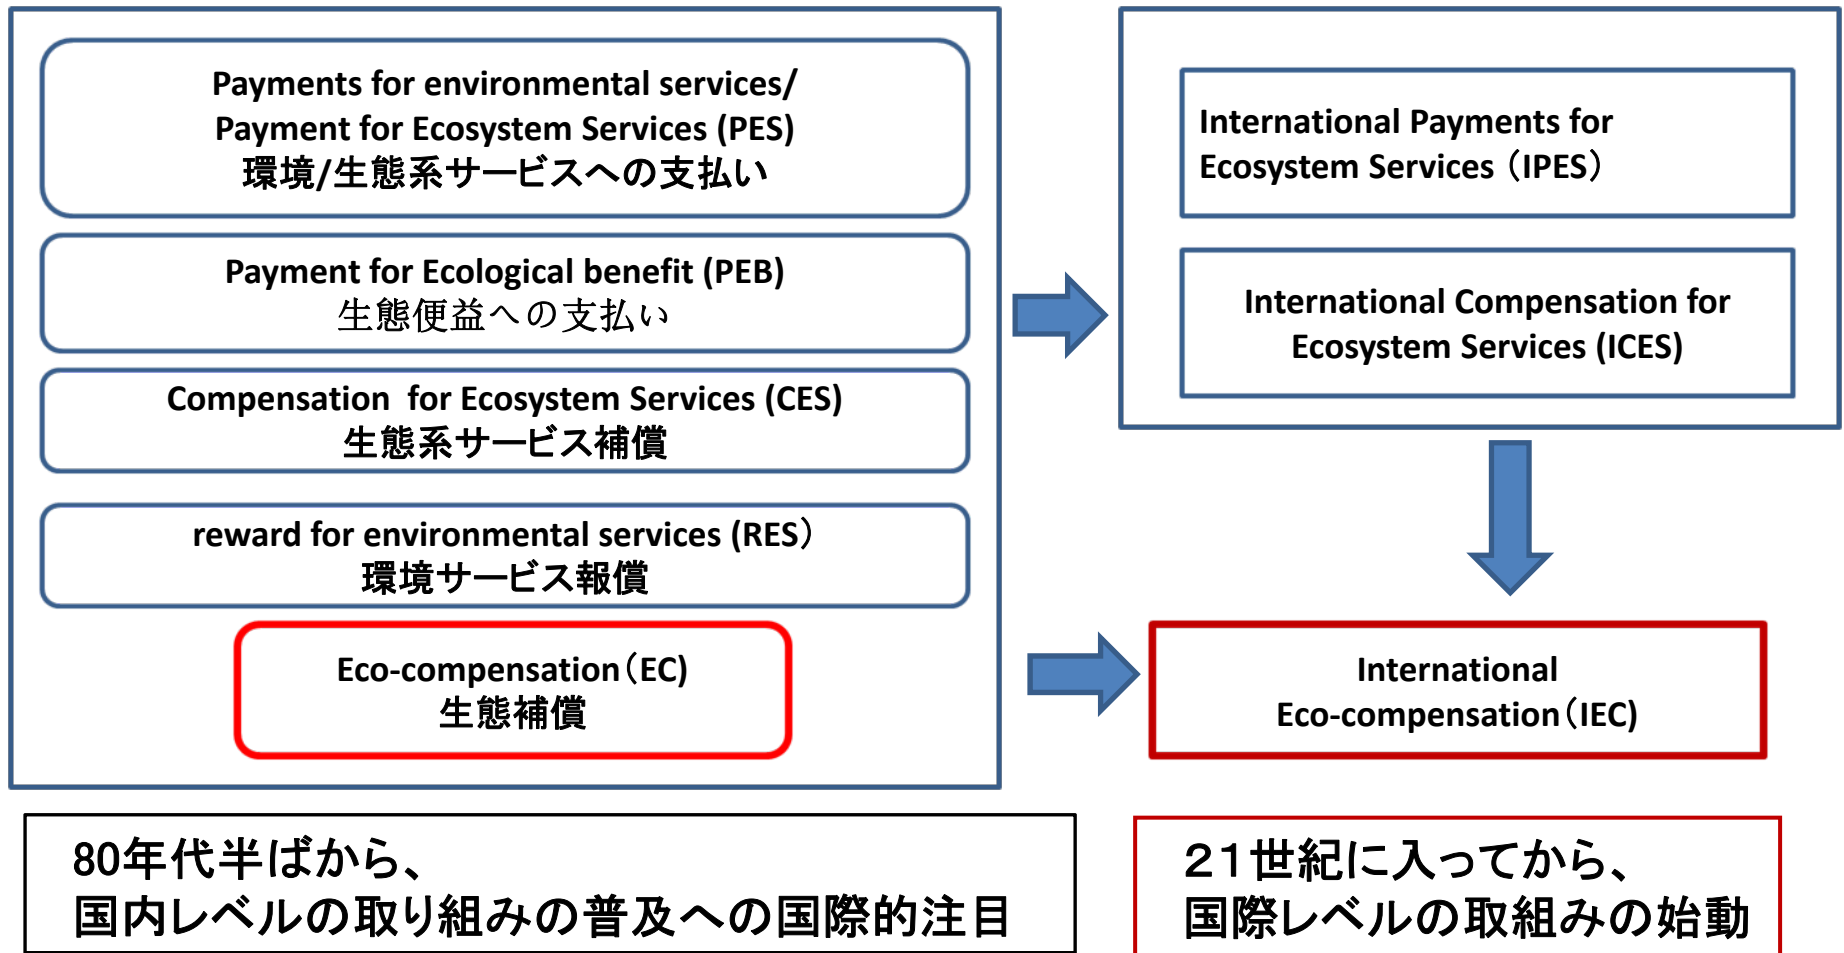 Payments for environmental services/
Payment for Ecosystem Services (PES)
環境/生態系サービスへの支払い
Payment for Ecological benefit (PEB)
生態便益への支払い
Compensation  for Ecosystem Services (CES)
生態系サービス補償
reward for environmental services (RES）
環境サービス報償
Eco-compensation（EC)
生態補償
International Payments for
Ecosystem Services（IPES）
International Compensation for
Ecosystem Services (ICES)
International
Eco-compensation（IEC)
80年代半ばから、
国内レベルの取り組みの普及への国際的注目
２１世紀に入ってから、
国際レベルの取組みの始動